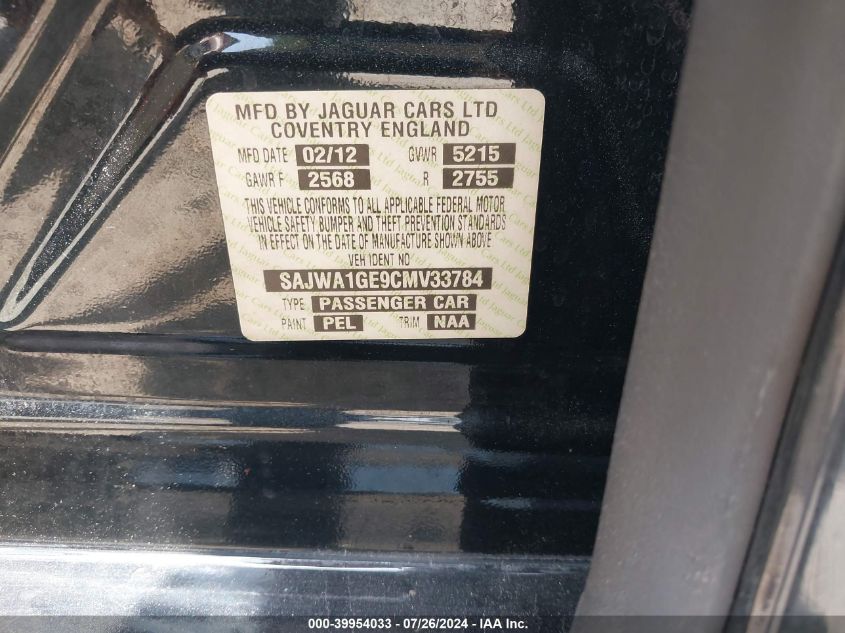 MFD BY JAGUAR CARS LTD
COVENTRY ENGLAND
MFD DATE 02/12 GVWR 5215
GAWR F 2568 R 2755
THIS VEHICLE CONFORMS TO ALL APPLICABLE FEDERAL MOTOR
VEHICLE SAFETY BUMPER AND THEFT PREVENTION STANDARDS
IN EFFECT ON THE DATE OF MANUFACTURE SHOWN ABOVE
VEH IDENT NO
SAJWA1GE9CMV33784
TYPE PASSENGER CAR
PAINT PEL TRIM NAA
000-39954033 - 07/26/2024 - IAA Inc.